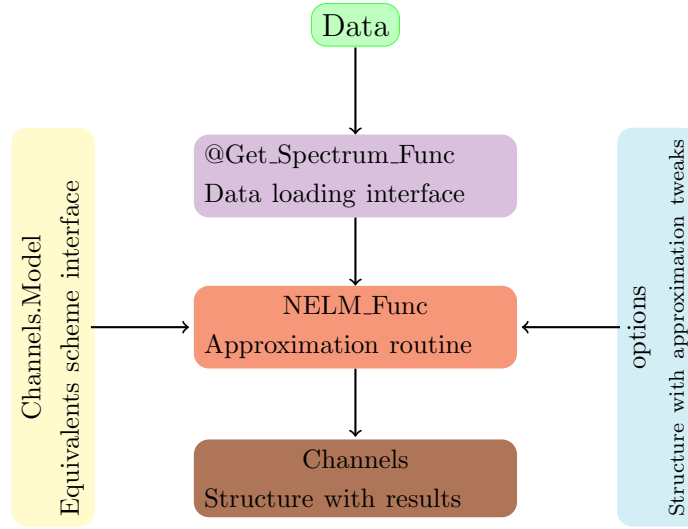 Data
@Get_Spectrum_Func
Data loading interface
Channels.Model
Equivalents scheme interface
NELM_Func
Approximation routine
options
Structure with approximation tweaks
Channels
Structure with results